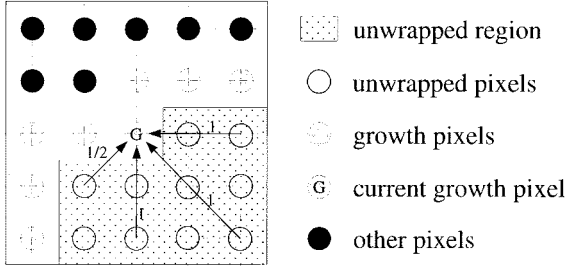 unwrapped region
unwrapped pixels
growth pixels
G current growth pixel
other pixels
G
1
1/2
1
1